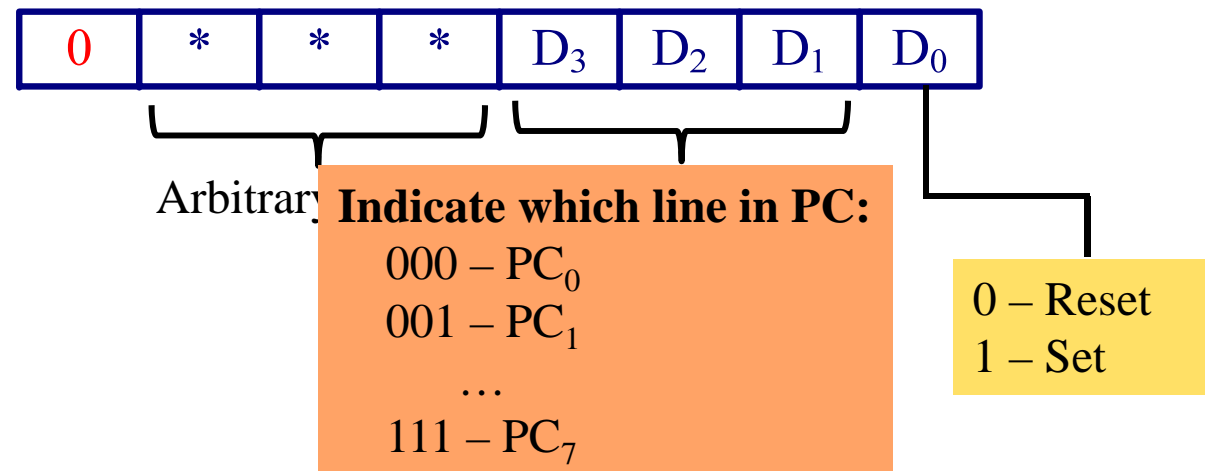 0 * * * D₃ D₂ D₁ D₀
Arbitrary
Indicate which line in PC:
000 – PC₀
001 – PC₁
…
111 – PC₇
0 – Reset
1 – Set